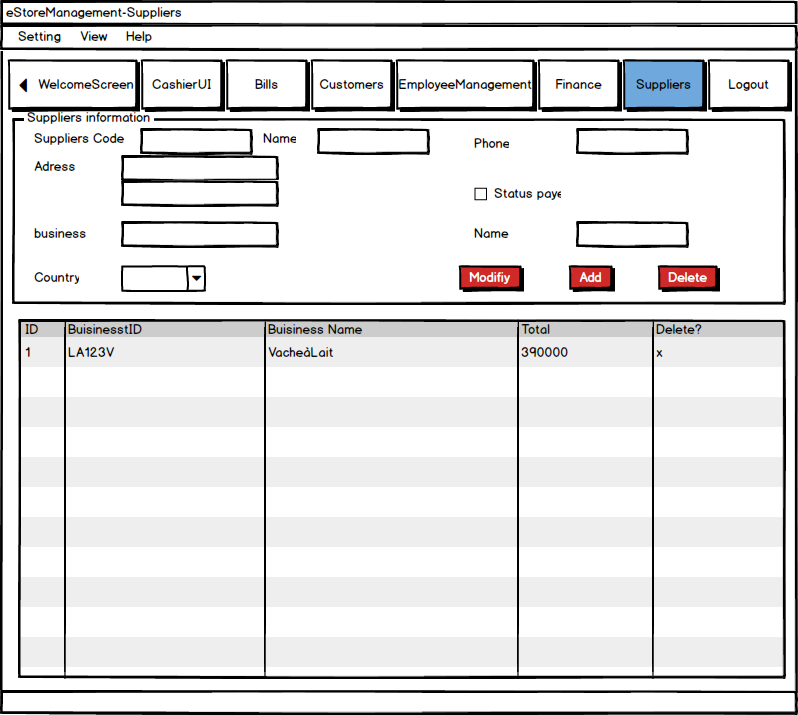 eStoreManagement-Suppliers
Setting View Help
WelcomeScreen CashierUI Bills Customers EmployeeManagement Finance Suppliers Logout
Suppliers information
Suppliers Code Name Phone
Adress
Status paye
business Name
Country Modifiy Add Delete
ID BuisinesstID Buisiness Name Total Delete?
1 LA123V VacheàLait 390000 x